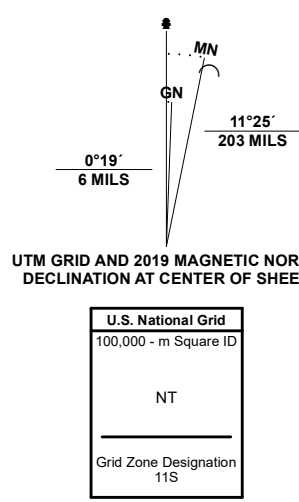 MN
GN
11°25´
203 MILS
0°19´
6 MILS
UTM GRID AND 2019 MAGNETIC NOR
DECLINATION AT CENTER OF SHEE
U.S. National Grid
100,000 - m Square ID
NT
Grid Zone Designation
11S